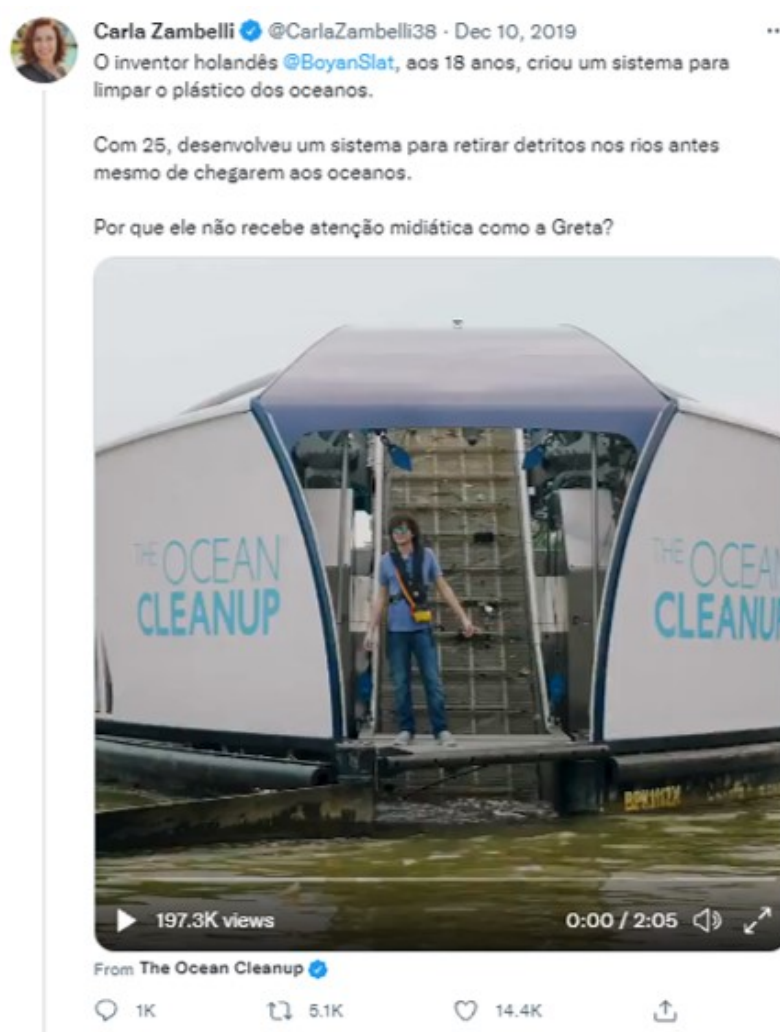 Carla Zambelli @CarlaZambelli38 · Dec 10, 2019
O inventor holandês @BoyanSlat, aos 18 anos, criou um sistema para
limpar o plástico dos oceanos.
Com 25, desenvolveu um sistema para retirar detritos nos rios antes
mesmo de chegarem aos oceanos.
Por que ele não recebe atenção midiática como a Greta?
THE OCEAN
CLEANUP
THE OCEAN
CLEANU
197.3K views
0:00 / 2:05
From The Ocean Cleanup
1K
5.1K
14.4K